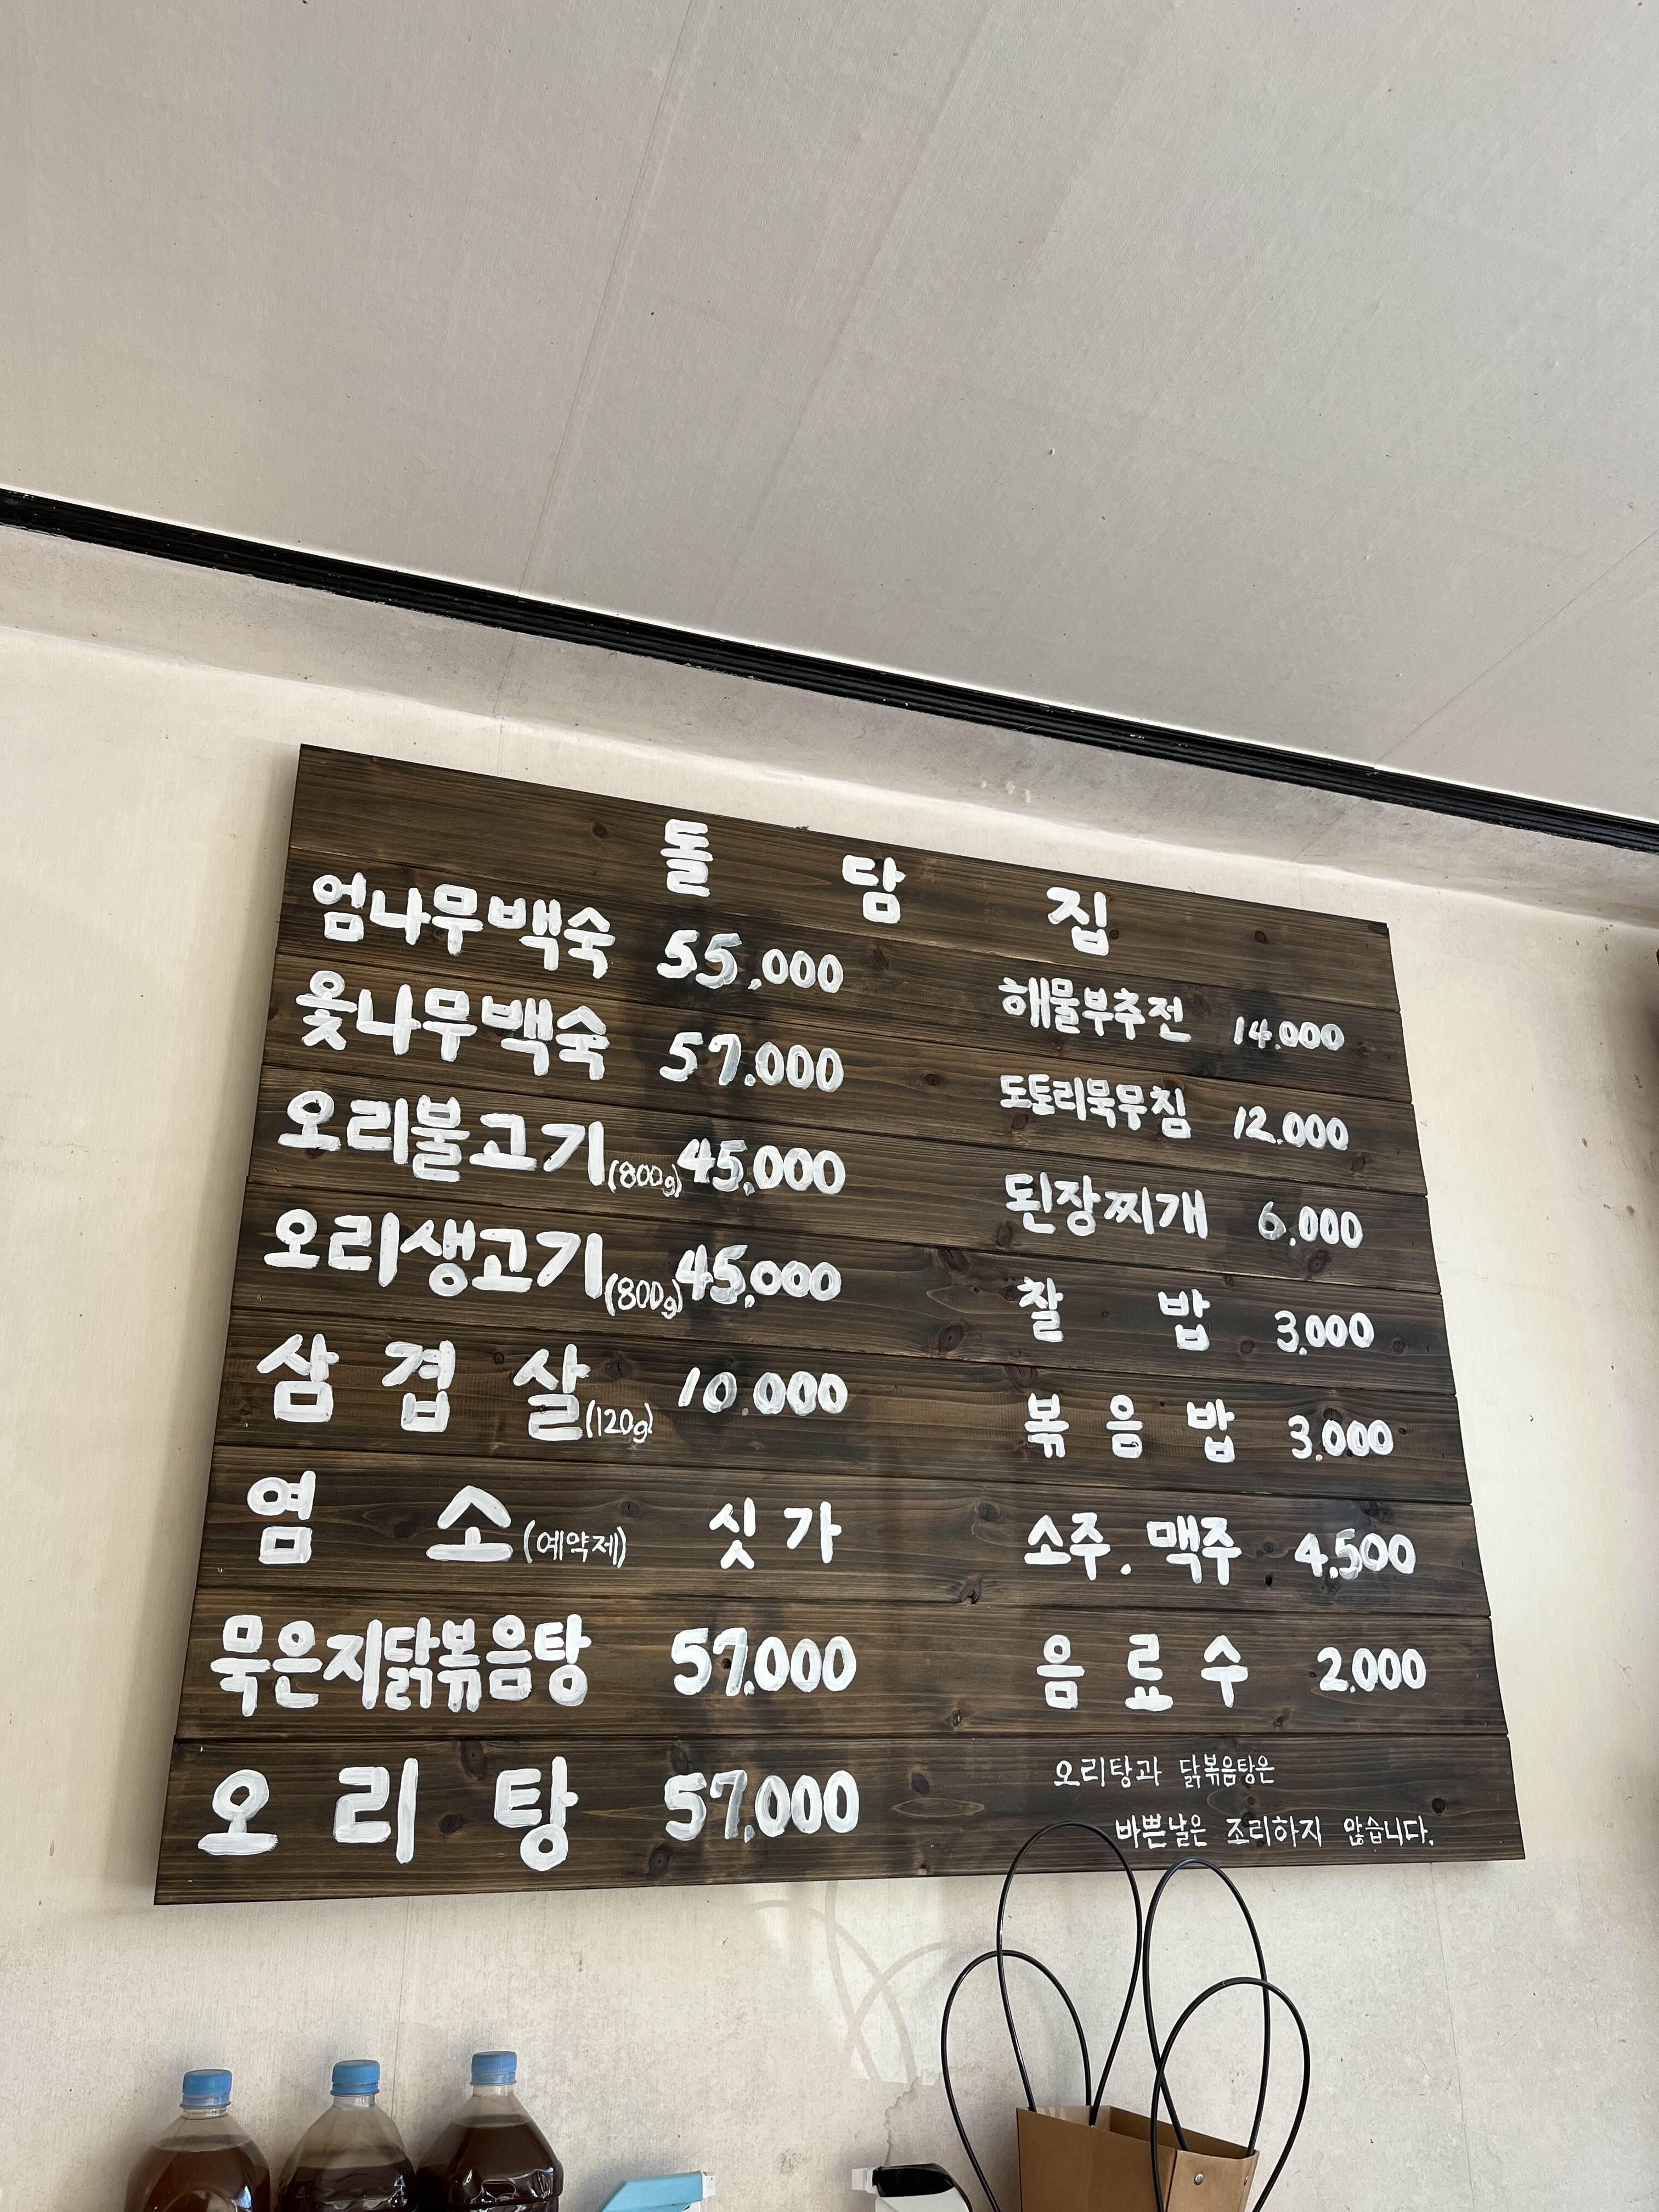 돌 담 집
엄나무백숙 55,000
옻나무백숙 57.000
오리불고기(800g) 45,000
오리생고기(800g) 45,000
삼 겹 살(120g) 10.000
염 소(예약제) 싯가
묵은지닭볶음탕 57.000
오 리 탕 57.000
해물부추전 14.000
도토리묵무침 12.000
된장찌개 6.000
찰 밥 3,000
볶 음 밥 3.000
소주. 맥주 4,500
음 료 수 2.000
오리탕과 닭볶음탕은
바쁜날은 조리하지 않습니다.